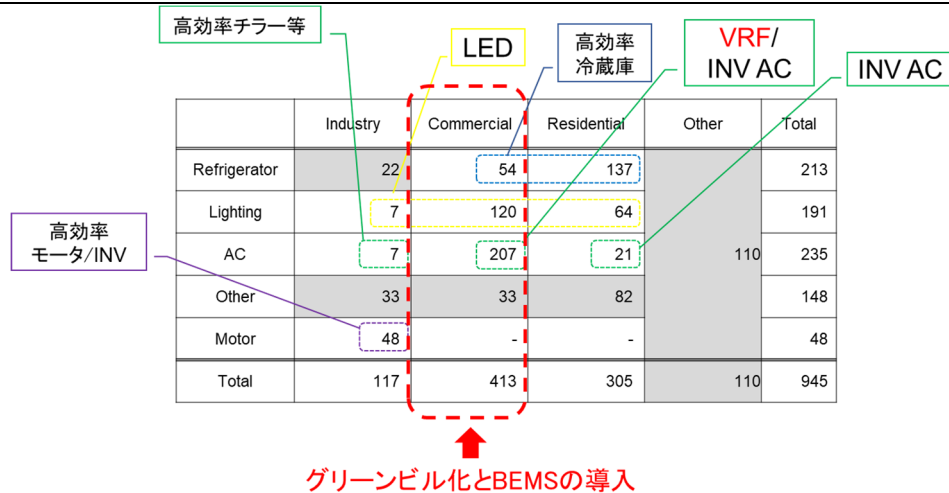 高効率チラー等
LED
高効率
冷蔵庫
VRF/
INV AC
INV AC
Industry Commercial Residential Other Total
Refrigerator 22 54 137 213
Lighting 7 120 64 191
高効率
モータ/INV
AC 7 207 21 110 235
Other 33 33 82 148
Motor 48 - - 48
Total 117 413 305 110 945
グリーンビル化とBEMSの導入